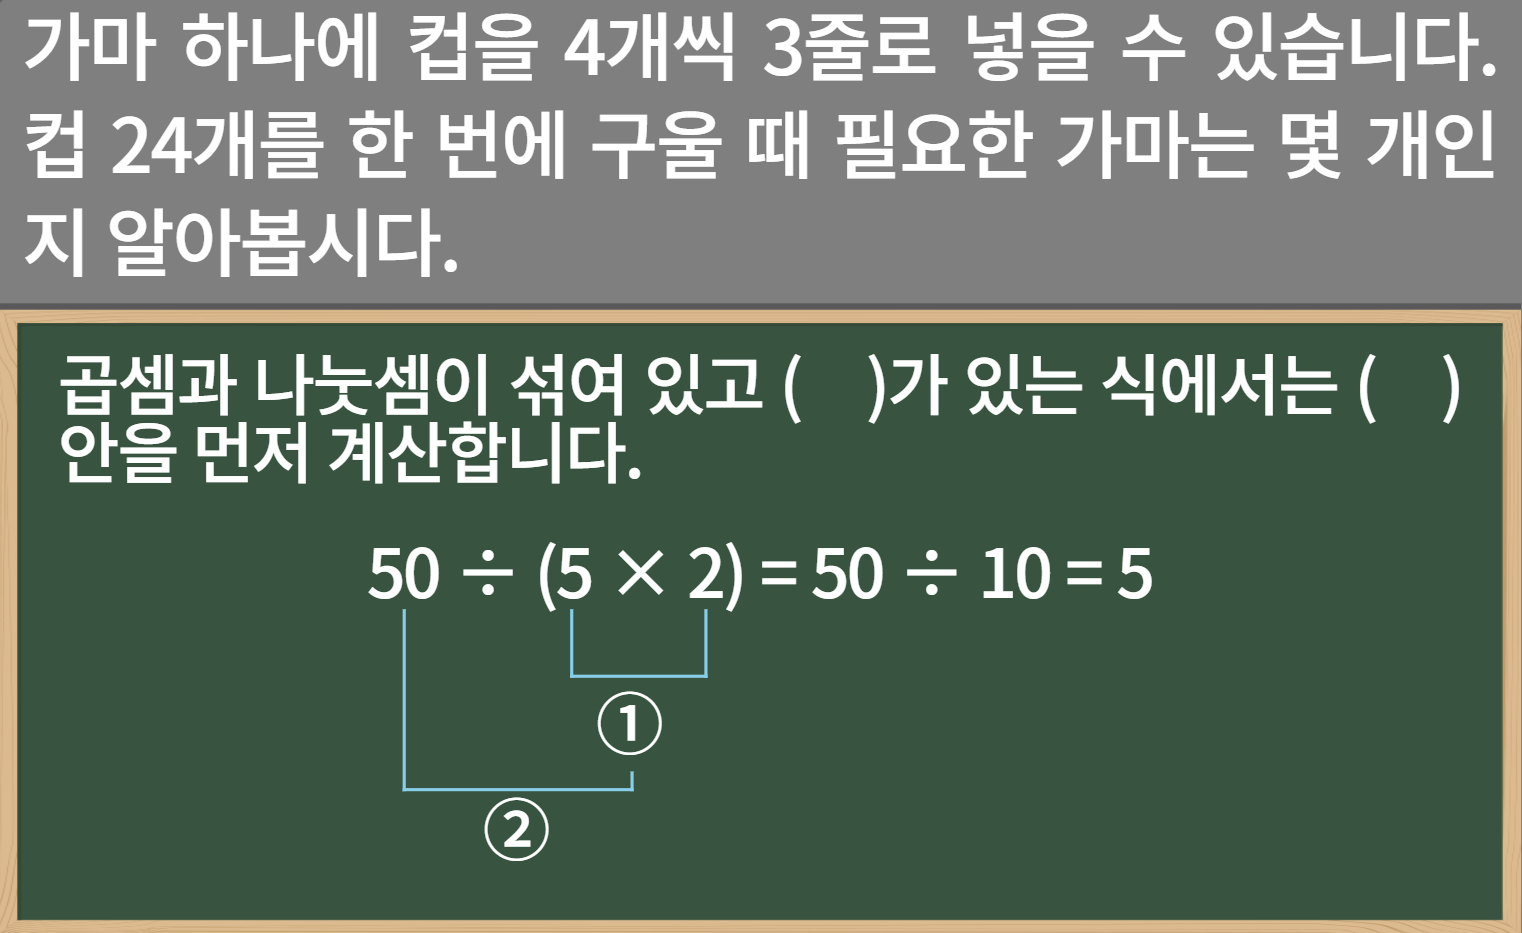 가마 하나에 컵을 4개씩 3줄로 넣을 수 있습니다.
컵 24개를 한 번에 구울 때 필요한 가마는 몇 개인
지 알아봅시다.
곱셈과 나눗셈이 섞여 있고 (    )가 있는 식에서는 (    )
안을 먼저 계산합니다.
50 ÷ (5 × 2) = 50 ÷ 10 = 5
①
②